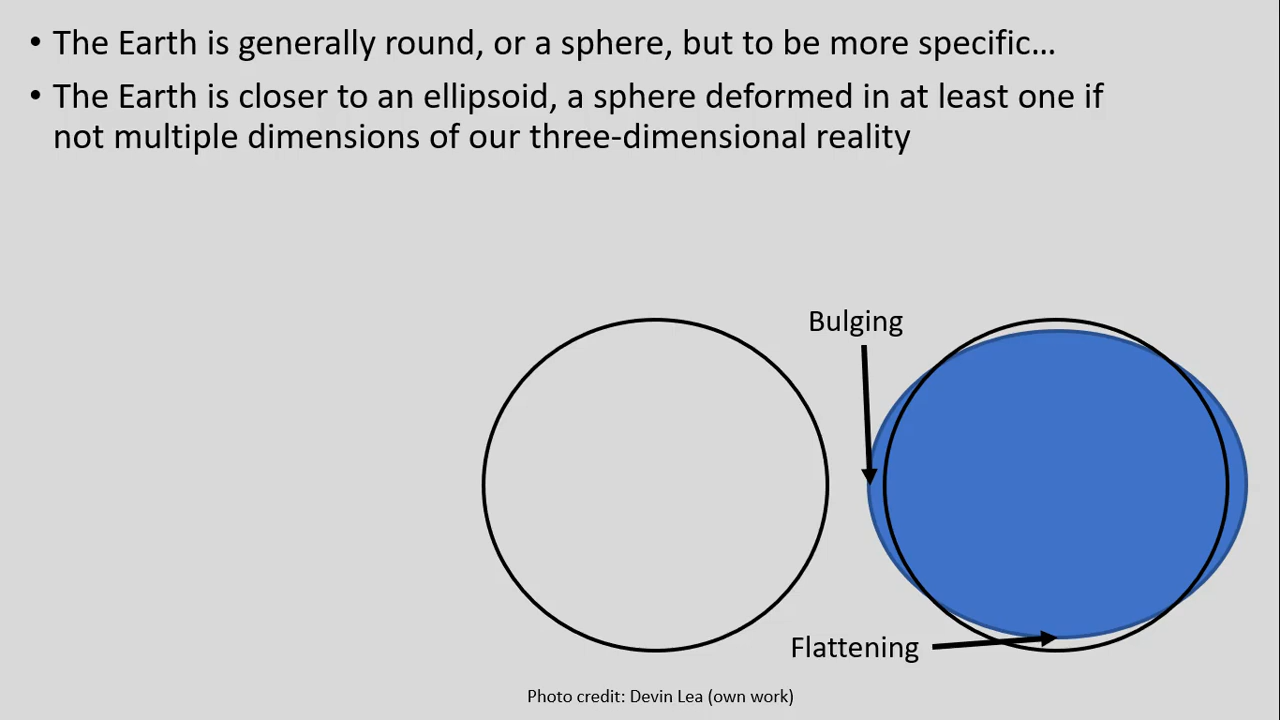 • The Earth is generally round, or a sphere, but to be more specific…
• The Earth is closer to an ellipsoid, a sphere deformed in at least one if
not multiple dimensions of our three-dimensional reality
Bulging
Flattening
Photo credit: Devin Lea (own work)